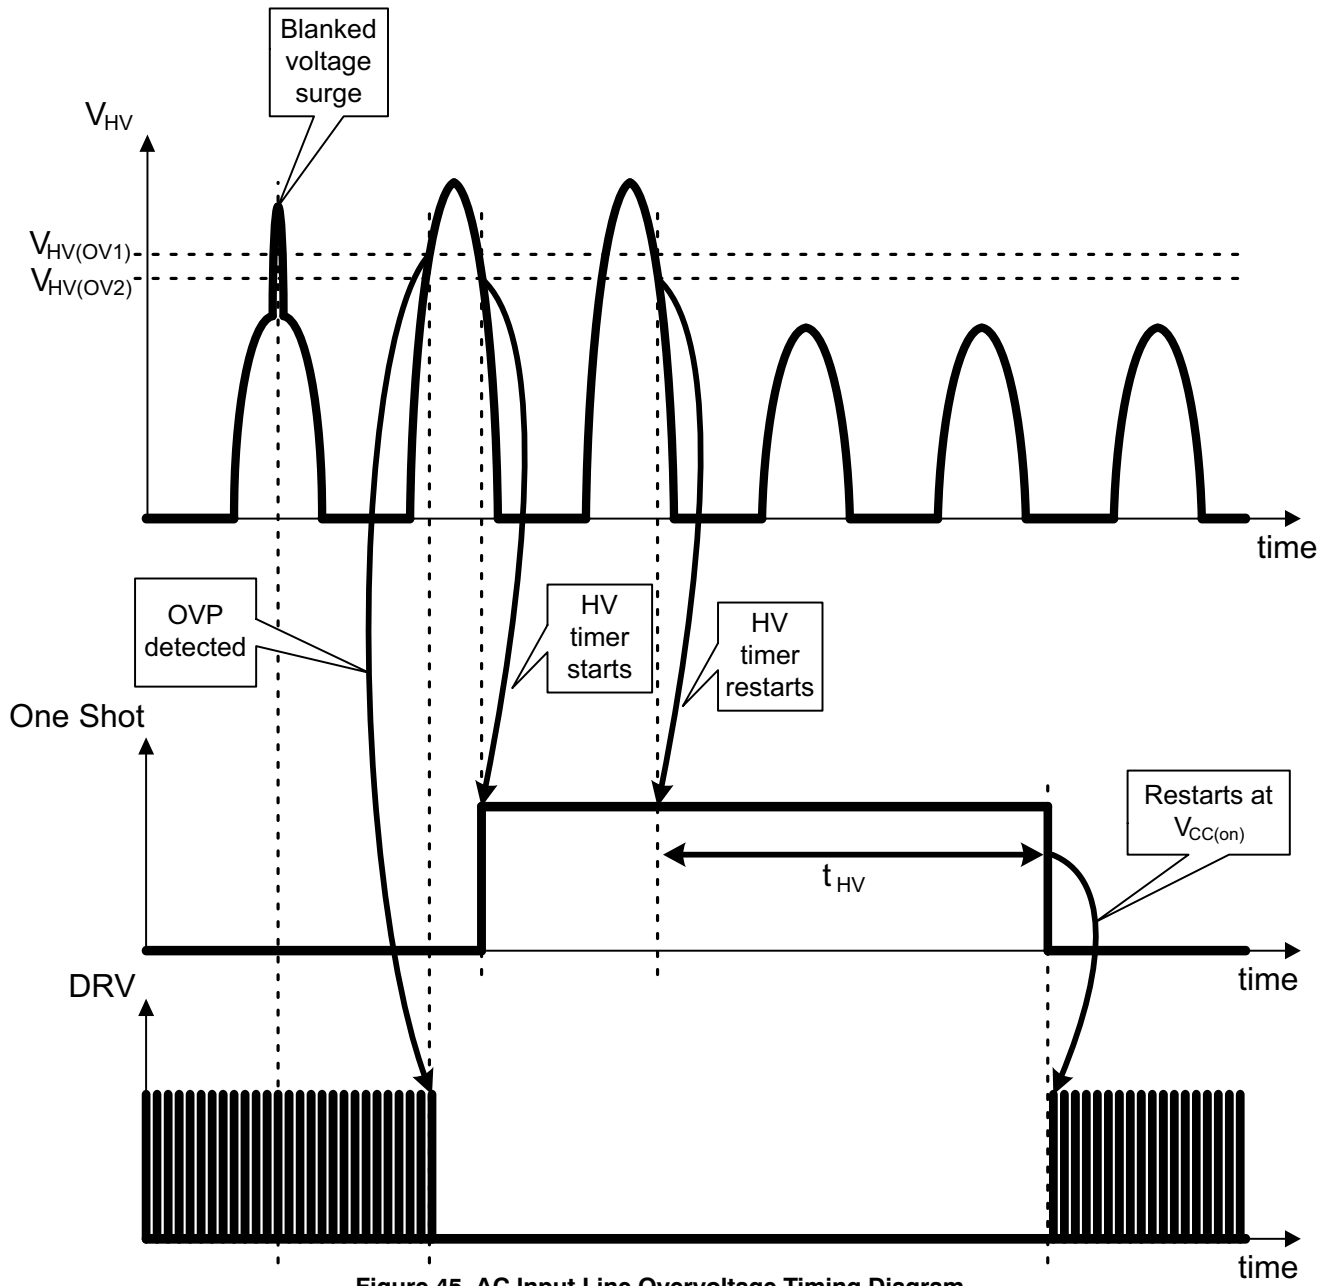 Blanked
voltage
surge
VHV
VHV(OV1)
VHV(OV2)
time
OVP
detected
HV
timer
starts
HV
timer
restarts
One Shot
Restarts at
VCC(on)
tHV
time
DRV
time
Figure 45. AC Input Line Overvoltage Timing Diagram